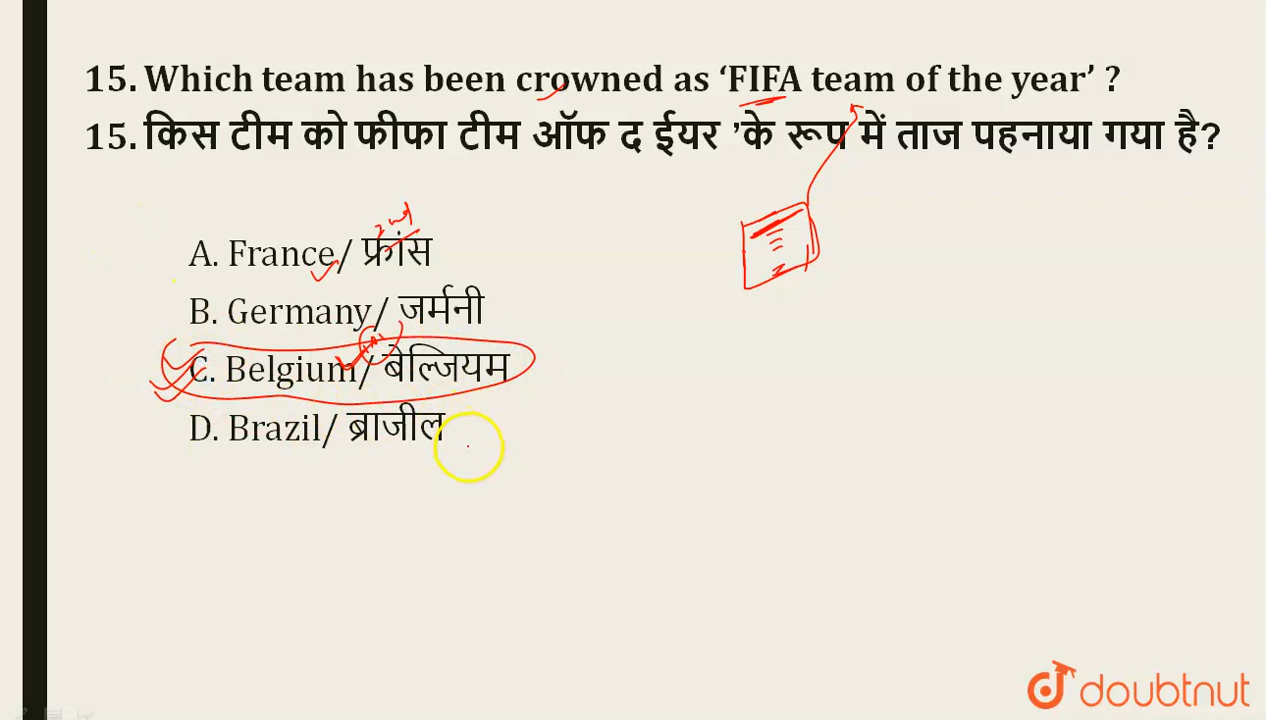 15. Which team has been crowned as ‘FIFA team of the year’ ?
15. किस टीम को फीफा टीम ऑफ द ईयर ’के रूप में ताज पहनाया गया है?
2nd
A. France/ फ्रांस
B. Germany/ जर्मनी
C. Belgium/ बेल्जियम
D. Brazil/ ब्राजील
doubtnut